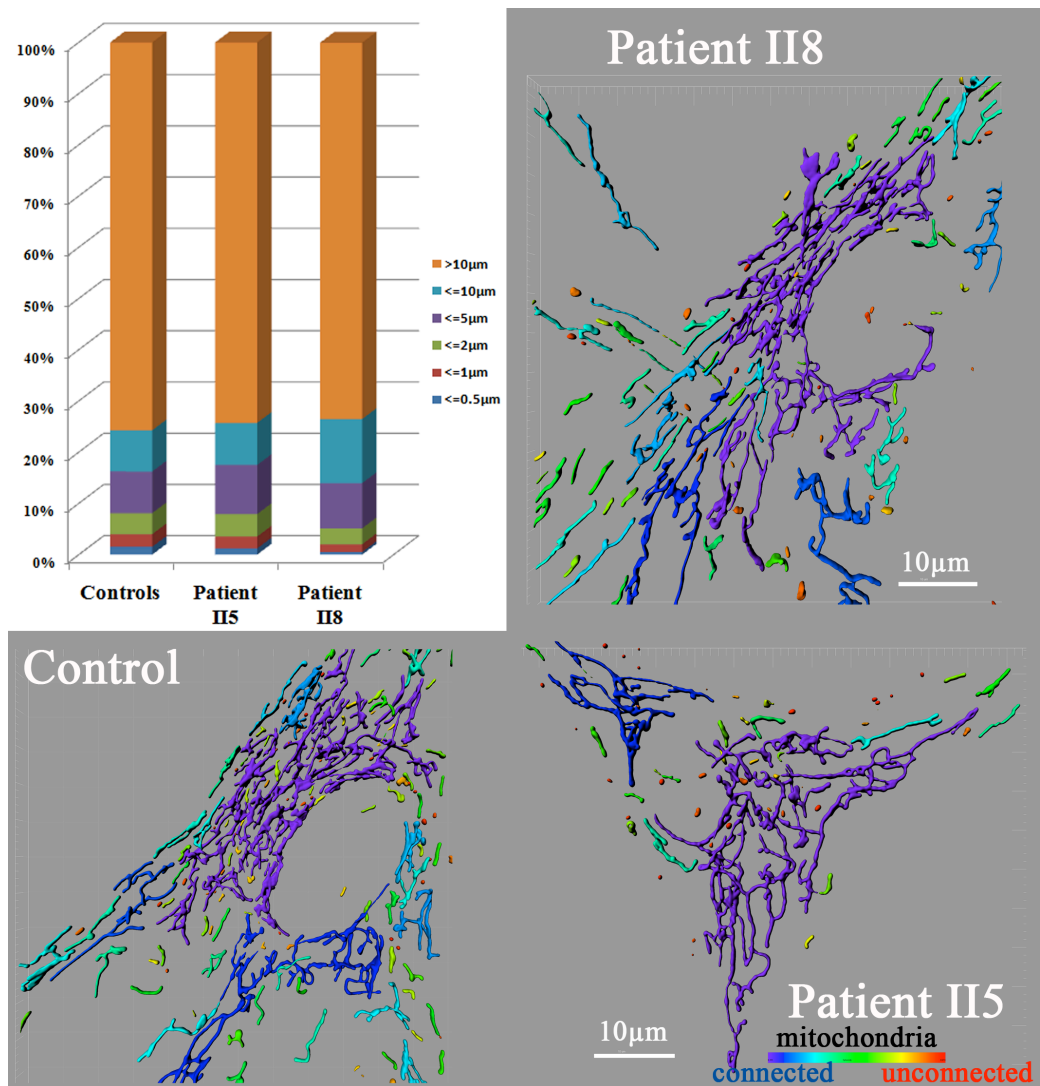 100%
90%
80%
70%
60%
50%
40%
30%
20%
10%
0%
Controls
Patient
II5
Patient
II8
>10µm
<=10µm
<=5µm
<=2µm
<=1µm
<=0.5µm
Patient II8
10µm
Control
Patient II5
10µm
mitochondria
connected unconnected